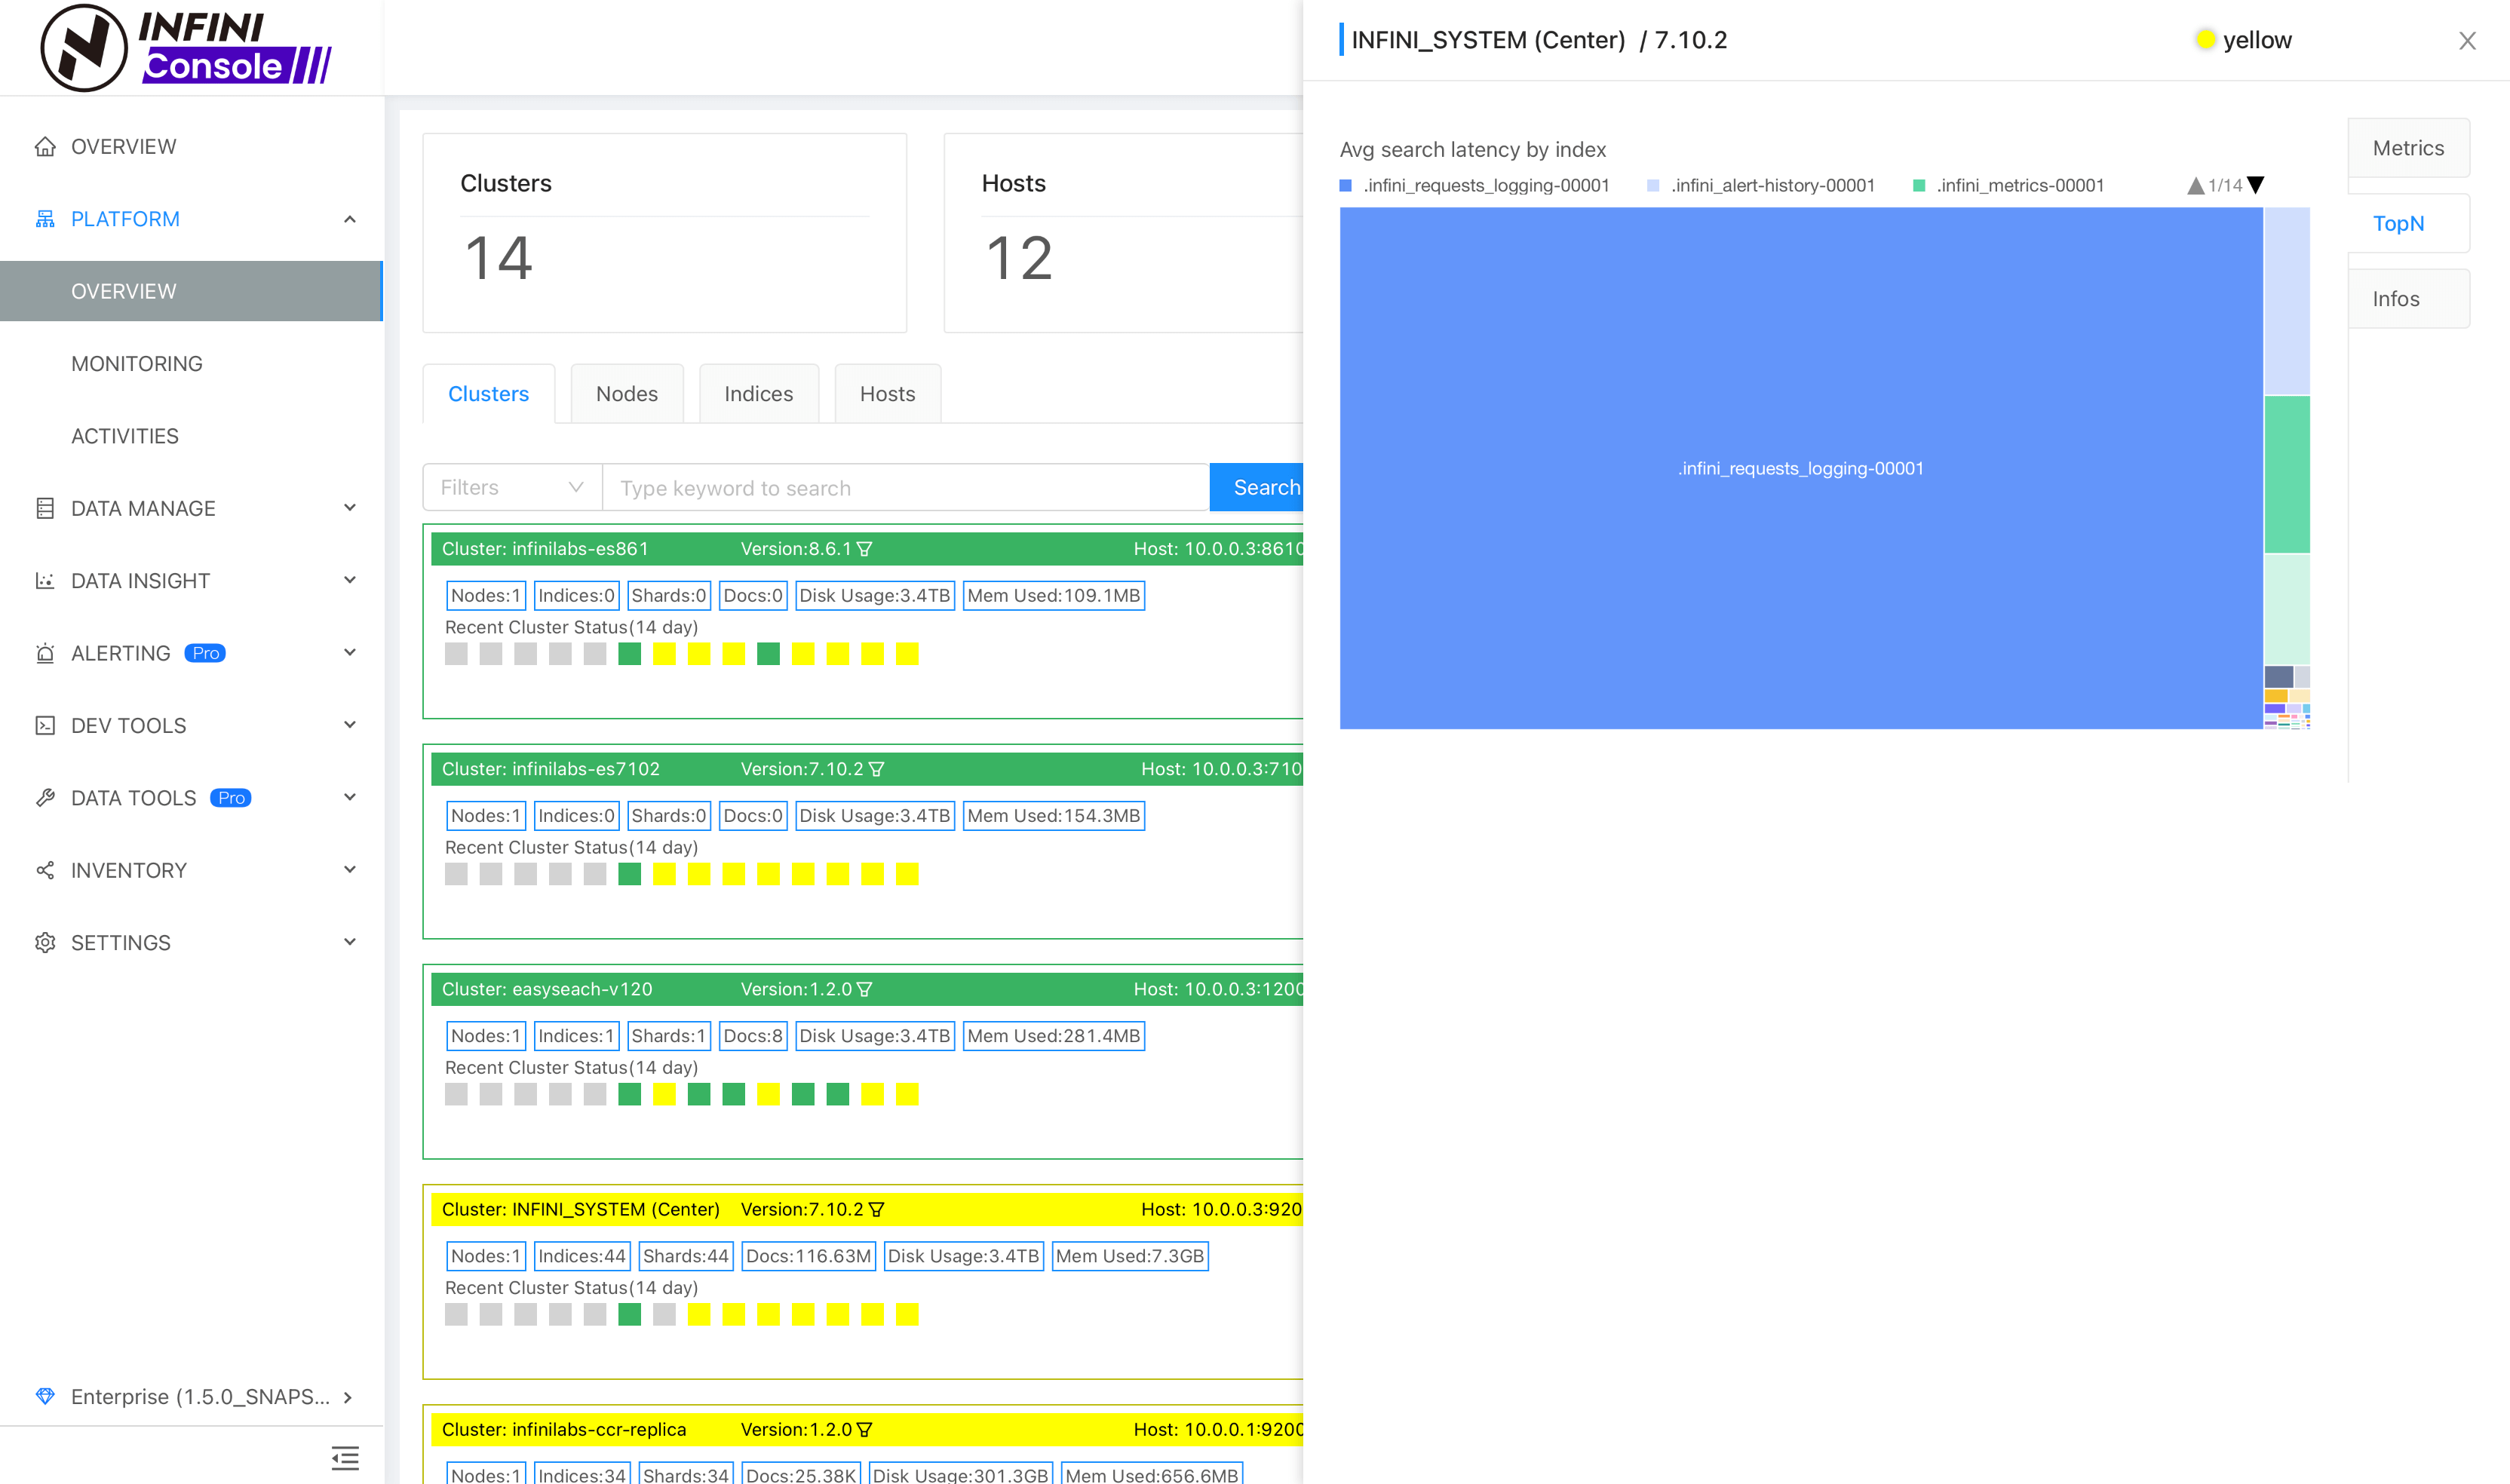 INFINI
Console
OVERVIEW
PLATFORM
OVERVIEW
MONITORING
ACTIVITIES
DATA MANAGE
DATA INSIGHT
ALERTING Pro
DEV TOOLS
DATA TOOLS Pro
INVENTORY
SETTINGS
Enterprise (1.5.0_SNAPS...
Clusters
14
Hosts
12
Clusters Nodes Indices Hosts
Filters Type keyword to search Search
Cluster: infinilabs-es861 Version:8.6.1 Host: 10.0.0.3:8610
Nodes:1 Indices:0 Shards:0 Docs:0 Disk Usage:3.4TB Mem Used:109.1MB
Recent Cluster Status(14 day)
Cluster: infinilabs-es7102 Version:7.10.2 Host: 10.0.0.3:710
Nodes:1 Indices:0 Shards:0 Docs:0 Disk Usage:3.4TB Mem Used:154.3MB
Recent Cluster Status(14 day)
Cluster: easyseach-v120 Version:1.2.0 Host: 10.0.0.3:1200
Nodes:1 Indices:1 Shards:1 Docs:8 Disk Usage:3.4TB Mem Used:281.4MB
Recent Cluster Status(14 day)
Cluster: INFINI_SYSTEM (Center) Version:7.10.2 Host: 10.0.0.3:920
Nodes:1 Indices:44 Shards:44 Docs:116.63M Disk Usage:3.4TB Mem Used:7.3GB
Recent Cluster Status(14 day)
Cluster: infinilabs-ccr-replica Version:1.2.0 Host: 10.0.0.1:9200
Nodes:1 Indices:34 Shards:34 Docs:25.38K Disk Usage:301.3GB Mem Used:656.6MB
INFINI_SYSTEM (Center) / 7.10.2 yellow
Avg search latency by index
.infini_requests_logging-00001 .infini_alert-history-00001 .infini_metrics-00001 1/14
.infini_requests_logging-00001
Metrics
TopN
Infos